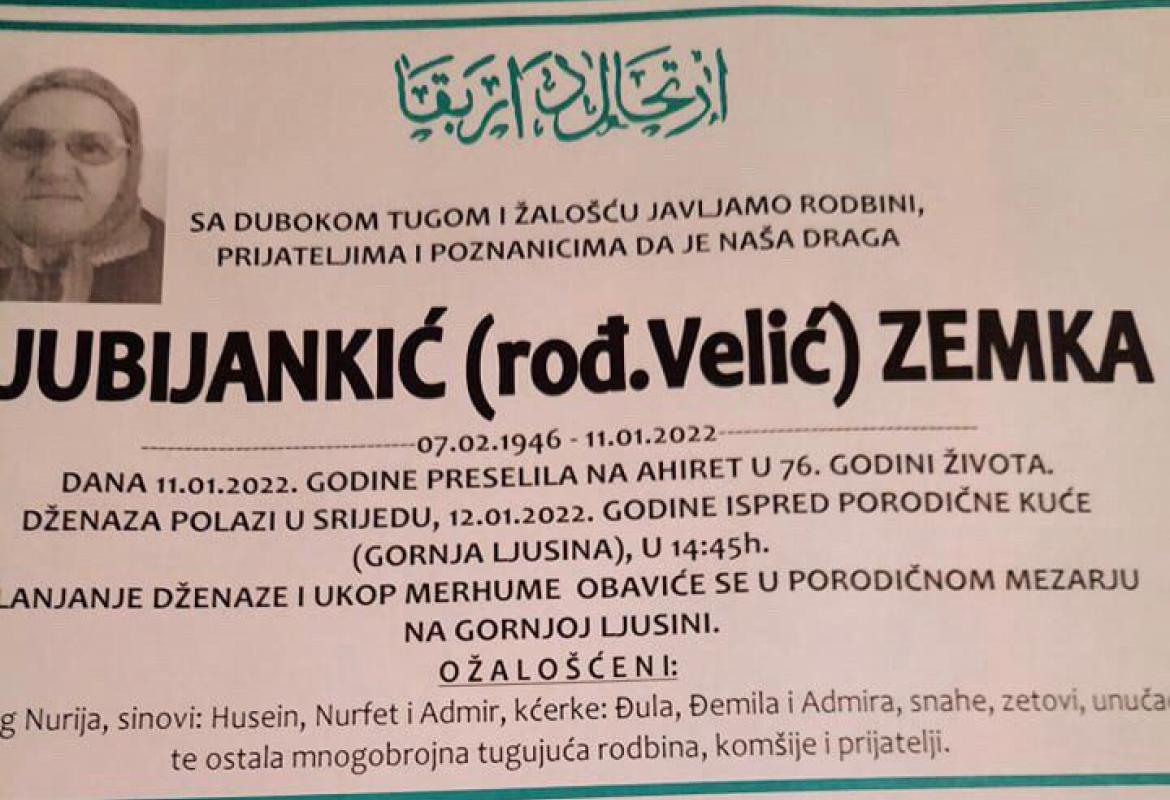 ارتحال دار بقا
SA DUBOKOM TUGOM I ŽALOŠĆU JAVLJAMO RODBINI,
PRIJATELJIMA I POZNANICIMA DA JE NAŠA DRAGA
JUBIJANKIĆ (rođ.Velić) ZEMKA
07.02.1946 - 11.01.2022
DANA 11.01.2022. GODINE PRESELILA NA AHIRET U 76. GODINI ŽIVOTA.
DŽENAZA POLAZI U SRIJEDU, 12.01.2022. GODINE ISPRED PORODIČNE KUĆE
(GORNJA LJUSINA), U 14:45h.
LANJANJE DŽENAZE I UKOP MERHUME OBAVIĆE SE U PORODIČNOM MEZARJU
NA GORNJOJ LJUSINI.
OŽALOŠĆENI:
g Nurija, sinovi: Husein, Nurfet i Admir, kćerke: Đula, Đemila i Admira, snahe, zetovi, unuča
te ostala mnogobrojna tugujuća rodbina, komšije i prijatelji.